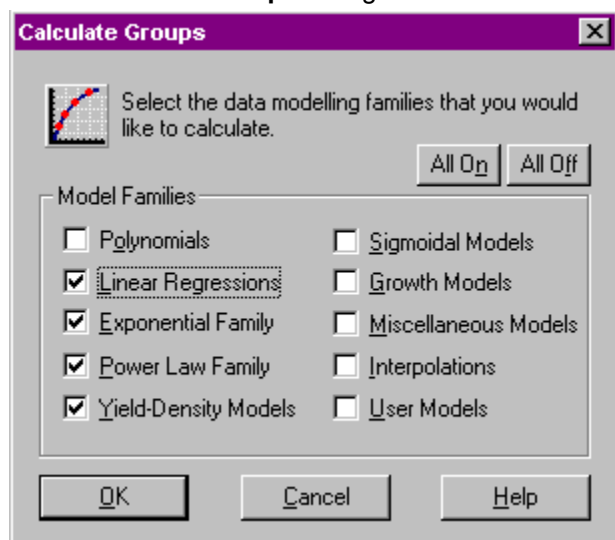 Calculate Groups
Select the data modelling families that you would
like to calculate.
All On
All Off
Model Families
Polynomials
Linear Regressions
Exponential Family
Power Law Family
Yield-Density Models
Sigmoidal Models
Growth Models
Miscellaneous Models
Interpolations
User Models
OK
Cancel
Help